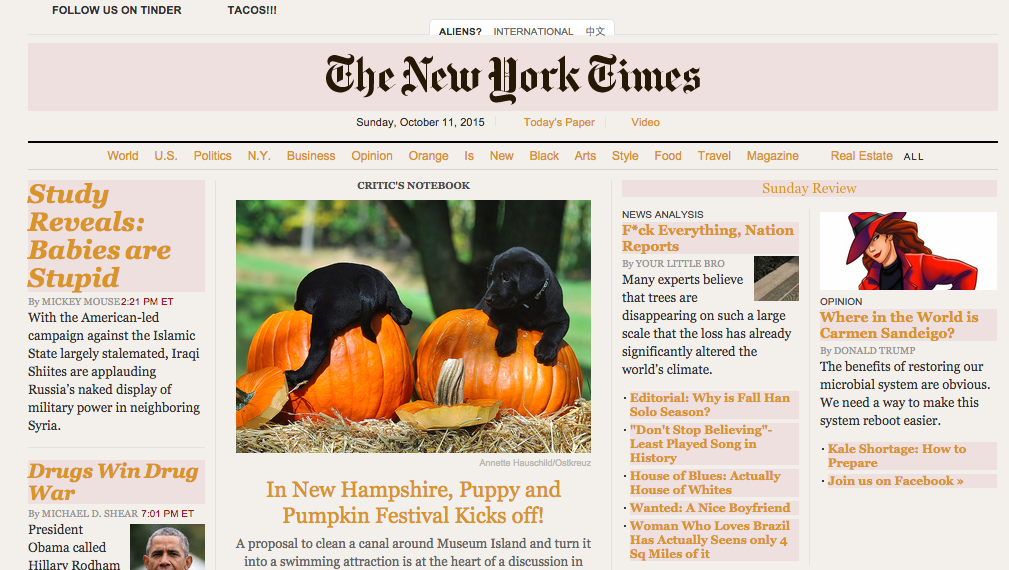 FOLLOW US ON TINDER TACOS!!!
ALIENS? INTERNATIONAL 中文
The New York Times
Sunday, October 11, 2015 Today's Paper Video
World U.S. Politics N.Y. Business Opinion Orange Is New Black Arts Style Food Travel Magazine Real Estate ALL
Study
Reveals:
Babies are
Stupid
By MICKEY MOUSE 2:21 PM ET
With the American-led
campaign against the Islamic
State largely stalemated, Iraqi
Shiites are applauding
Russia's naked display of
military power in neighboring
Syria.
Drugs Win Drug
War
By MICHAEL D. SHEAR 7:01 PM ET
President
Obama called
Hillary Rodham
CRITIC'S NOTEBOOK
Annette Hauschild/Ostkreuz
In New Hampshire, Puppy and
Pumpkin Festival Kicks off!
A proposal to clean a canal around Museum Island and turn it
into a swimming attraction is at the heart of a discussion in
Sunday Review
NEWS ANALYSIS
F*ck Everything, Nation
Reports
By YOUR LITTLE BRO
Many experts believe
that trees are
disappearing on such a large
scale that the loss has already
significantly altered the
world's climate.
· Editorial: Why is Fall Han
Solo Season?
· "Don't Stop Believing"-
Least Played Song in
History
· House of Blues: Actually
House of Whites
· Wanted: A Nice Boyfriend
· Woman Who Loves Brazil
Has Actually Seens only 4
Sq Miles of it
OPINION
Where in the World is
Carmen Sandeigo?
By DONALD TRUMP
The benefits of restoring our
microbial system are obvious.
We need a way to make this
system reboot easier.
· Kale Shortage: How to
Prepare
· Join us on Facebook »